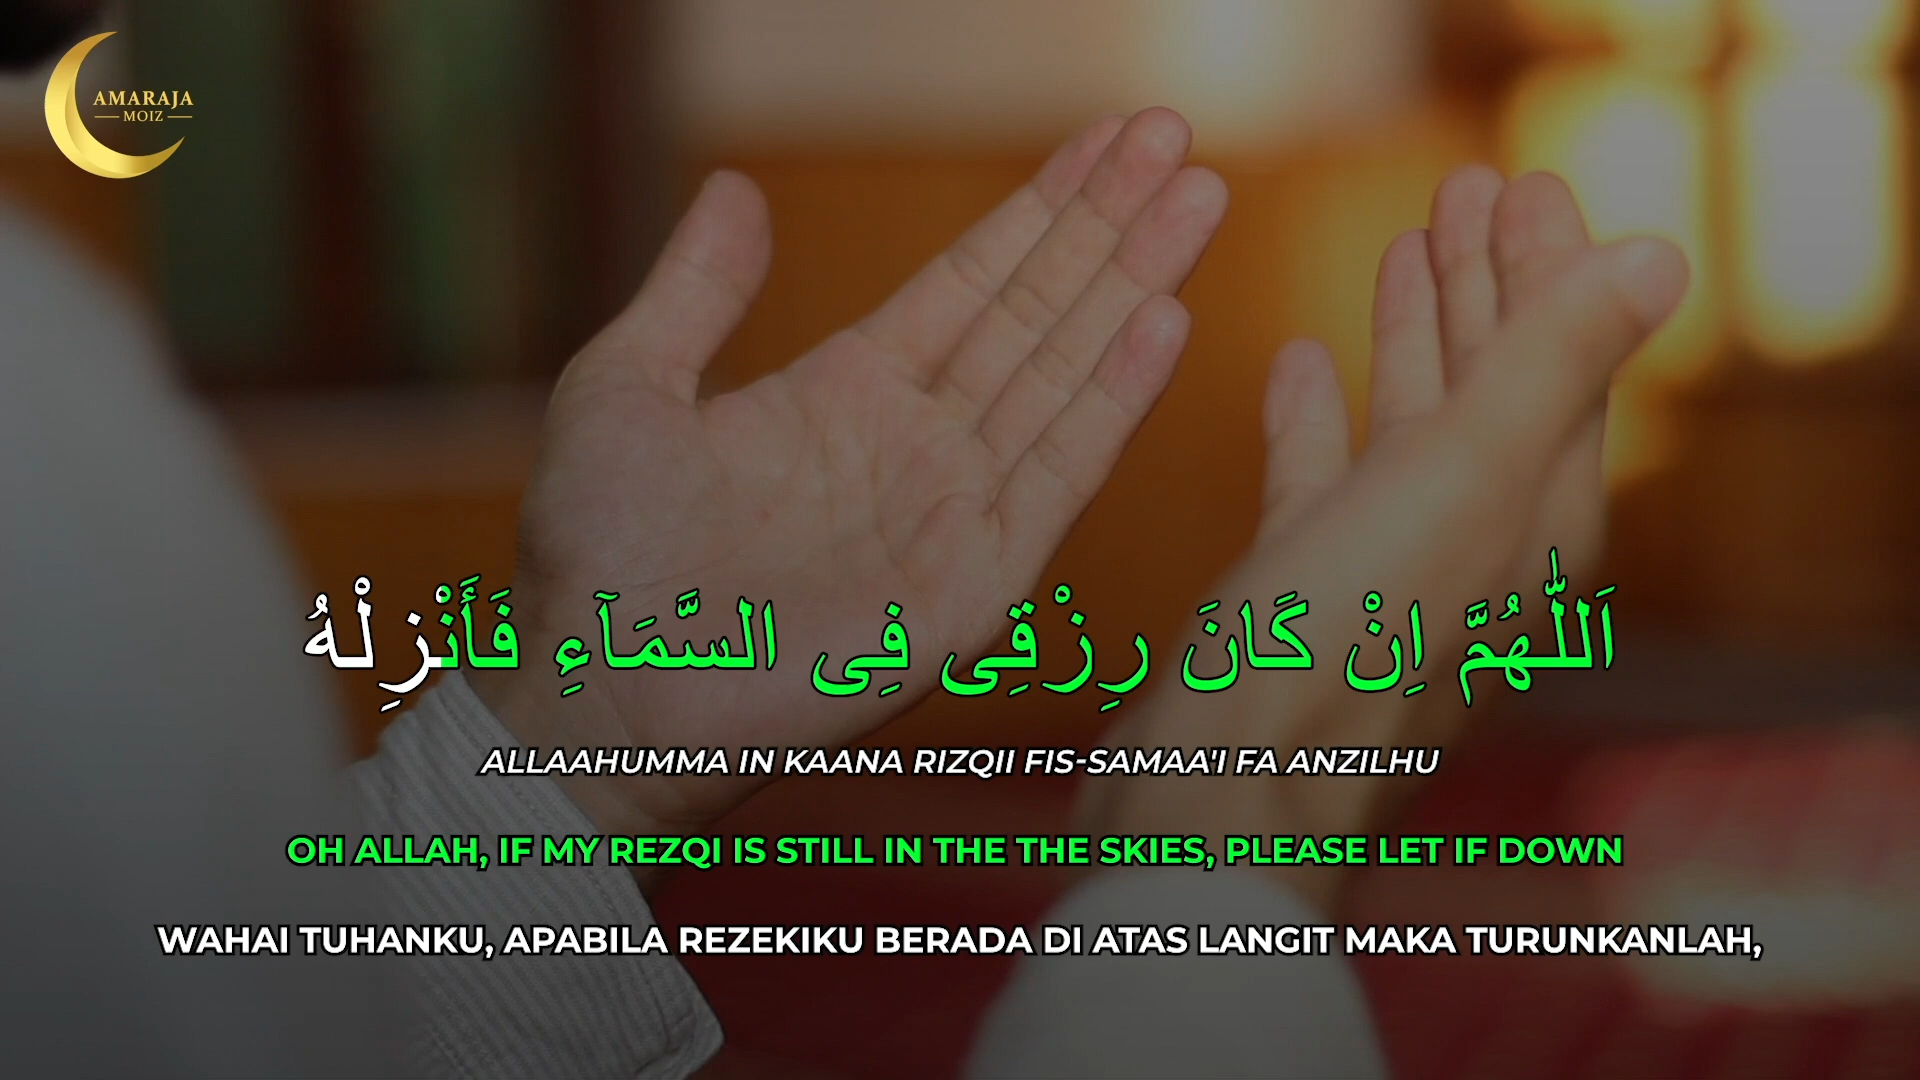 AMARAJA
MOIZ
اَللّٰهُمَّ اِنْ كَانَ رِزْقِى فِى السَّمَآءِ فَأَنْزِلْهُ
ALLAAHUMMA IN KAANA RIZQII FIS-SAMAA'I FA ANZILHU
OH ALLAH, IF MY REZQI IS STILL IN THE THE SKIES, PLEASE LET IF DOWN
WAHAI TUHANKU, APABILA REZEKIKU BERADA DI ATAS LANGIT MAKA TURUNKANLAH,